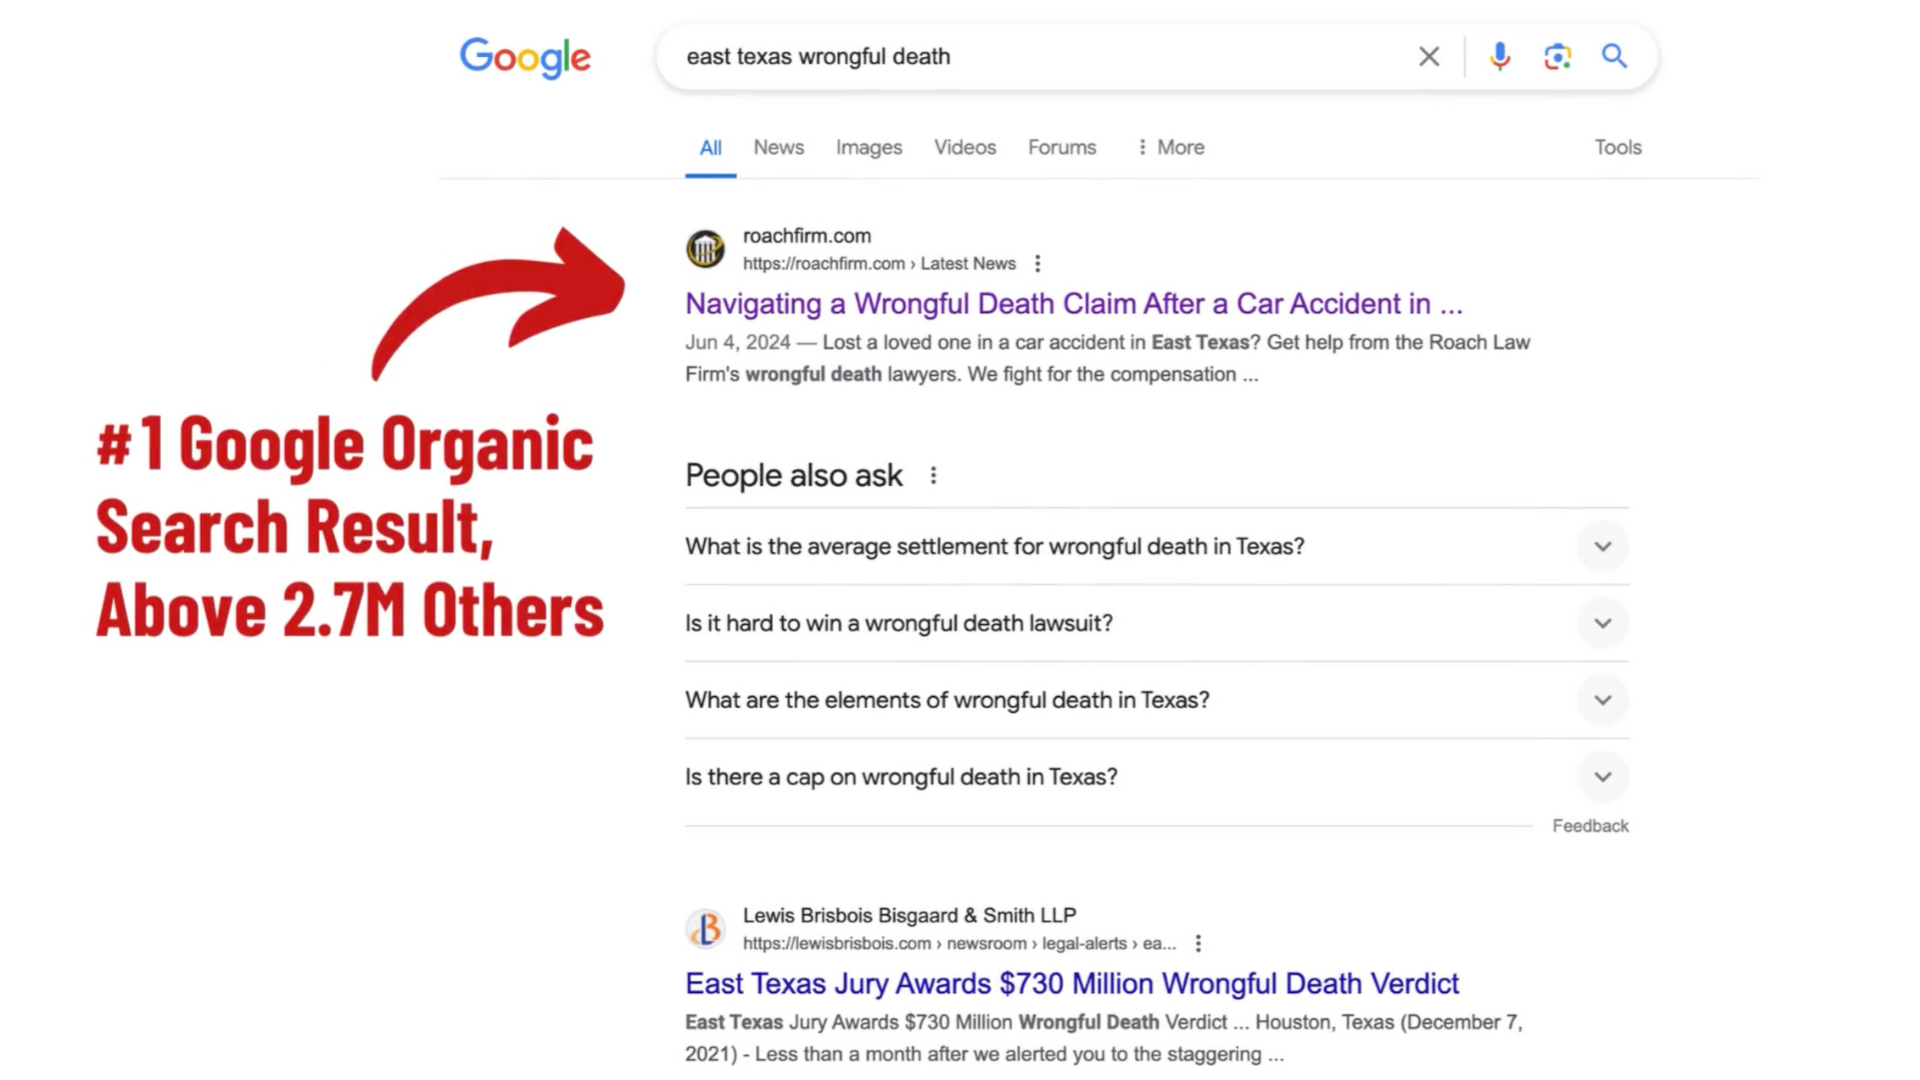 Google
east texas wrongful death
All News Images Videos Forums More Tools
roachfirm.com
https://roachfirm.com › Latest News
Navigating a Wrongful Death Claim After a Car Accident in ...
Jun 4, 2024 — Lost a loved one in a car accident in East Texas? Get help from the Roach Law
Firm's wrongful death lawyers. We fight for the compensation ...
#1 Google Organic
Search Result,
Above 2.7M Others
People also ask
What is the average settlement for wrongful death in Texas?
Is it hard to win a wrongful death lawsuit?
What are the elements of wrongful death in Texas?
Is there a cap on wrongful death in Texas?
Feedback
Lewis Brisbois Bisgaard & Smith LLP
https://lewisbrisbois.com › newsroom › legal-alerts › ea...
East Texas Jury Awards $730 Million Wrongful Death Verdict
East Texas Jury Awards $730 Million Wrongful Death Verdict ... Houston, Texas (December 7,
2021) - Less than a month after we alerted you to the staggering ...